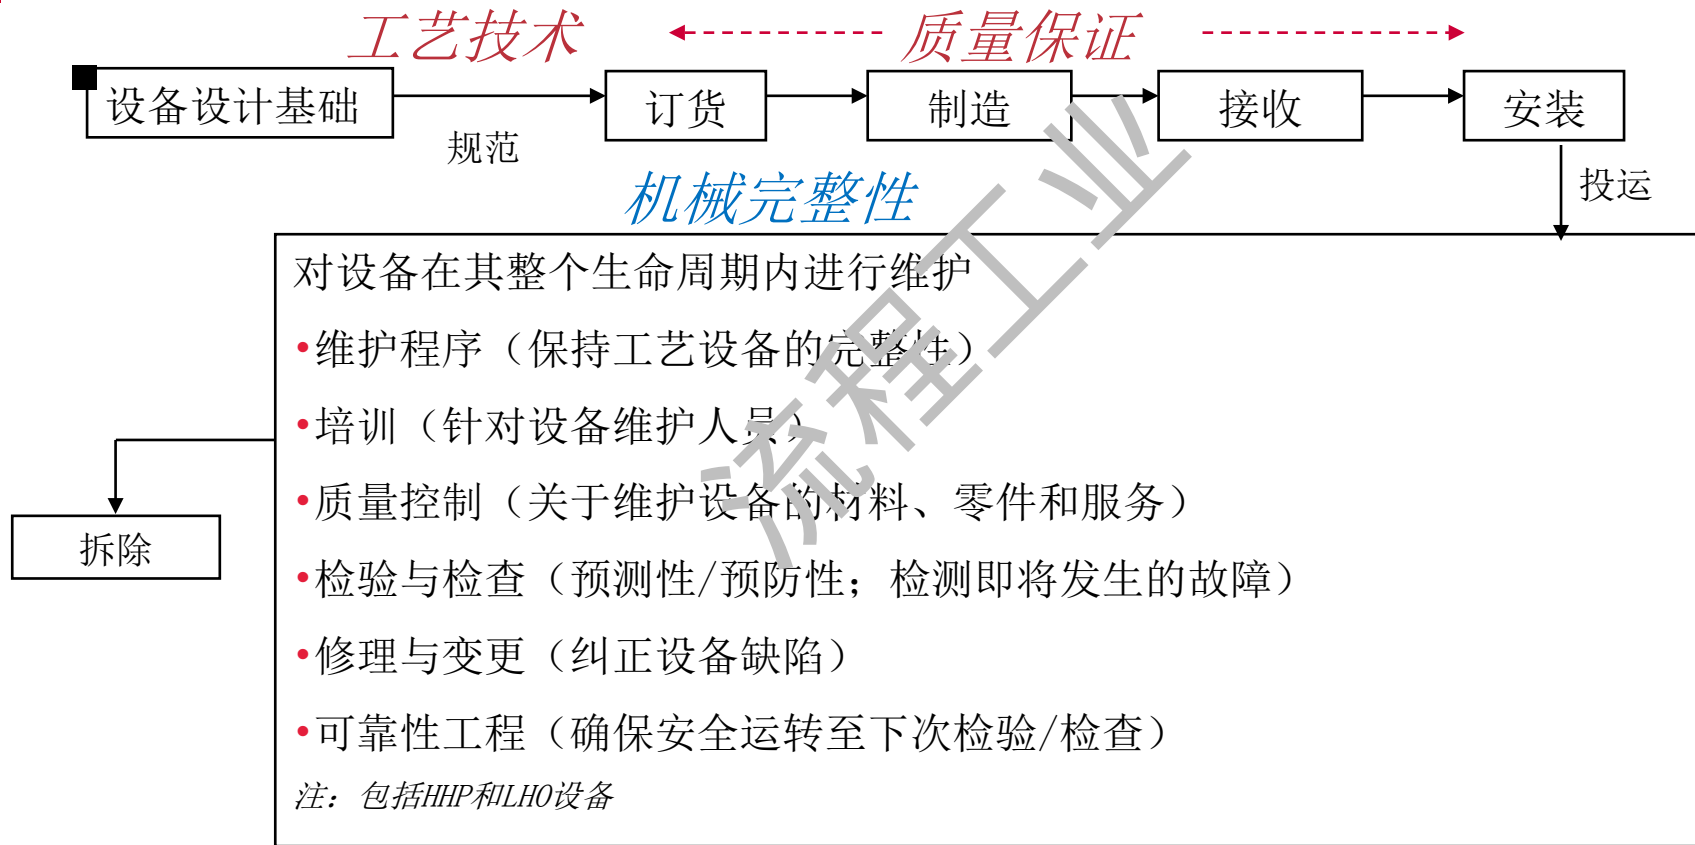 工艺技术
质量保证
设备设计基础
订货
制造
接收
安装
规范
投运
机械完整性
对设备在其整个生命周期内进行维护
•维护程序（保持工艺设备的完整性）
•培训（针对设备维护人员）
•质量控制（关于维护设备的材料、零件和服务）
•检验与检查（预测性/预防性；检测即将发生的故障）
•修理与变更（纠正设备缺陷）
•可靠性工程（确保安全运转至下次检验/检查）
注：包括HHP和LHO设备
拆除
流程工业